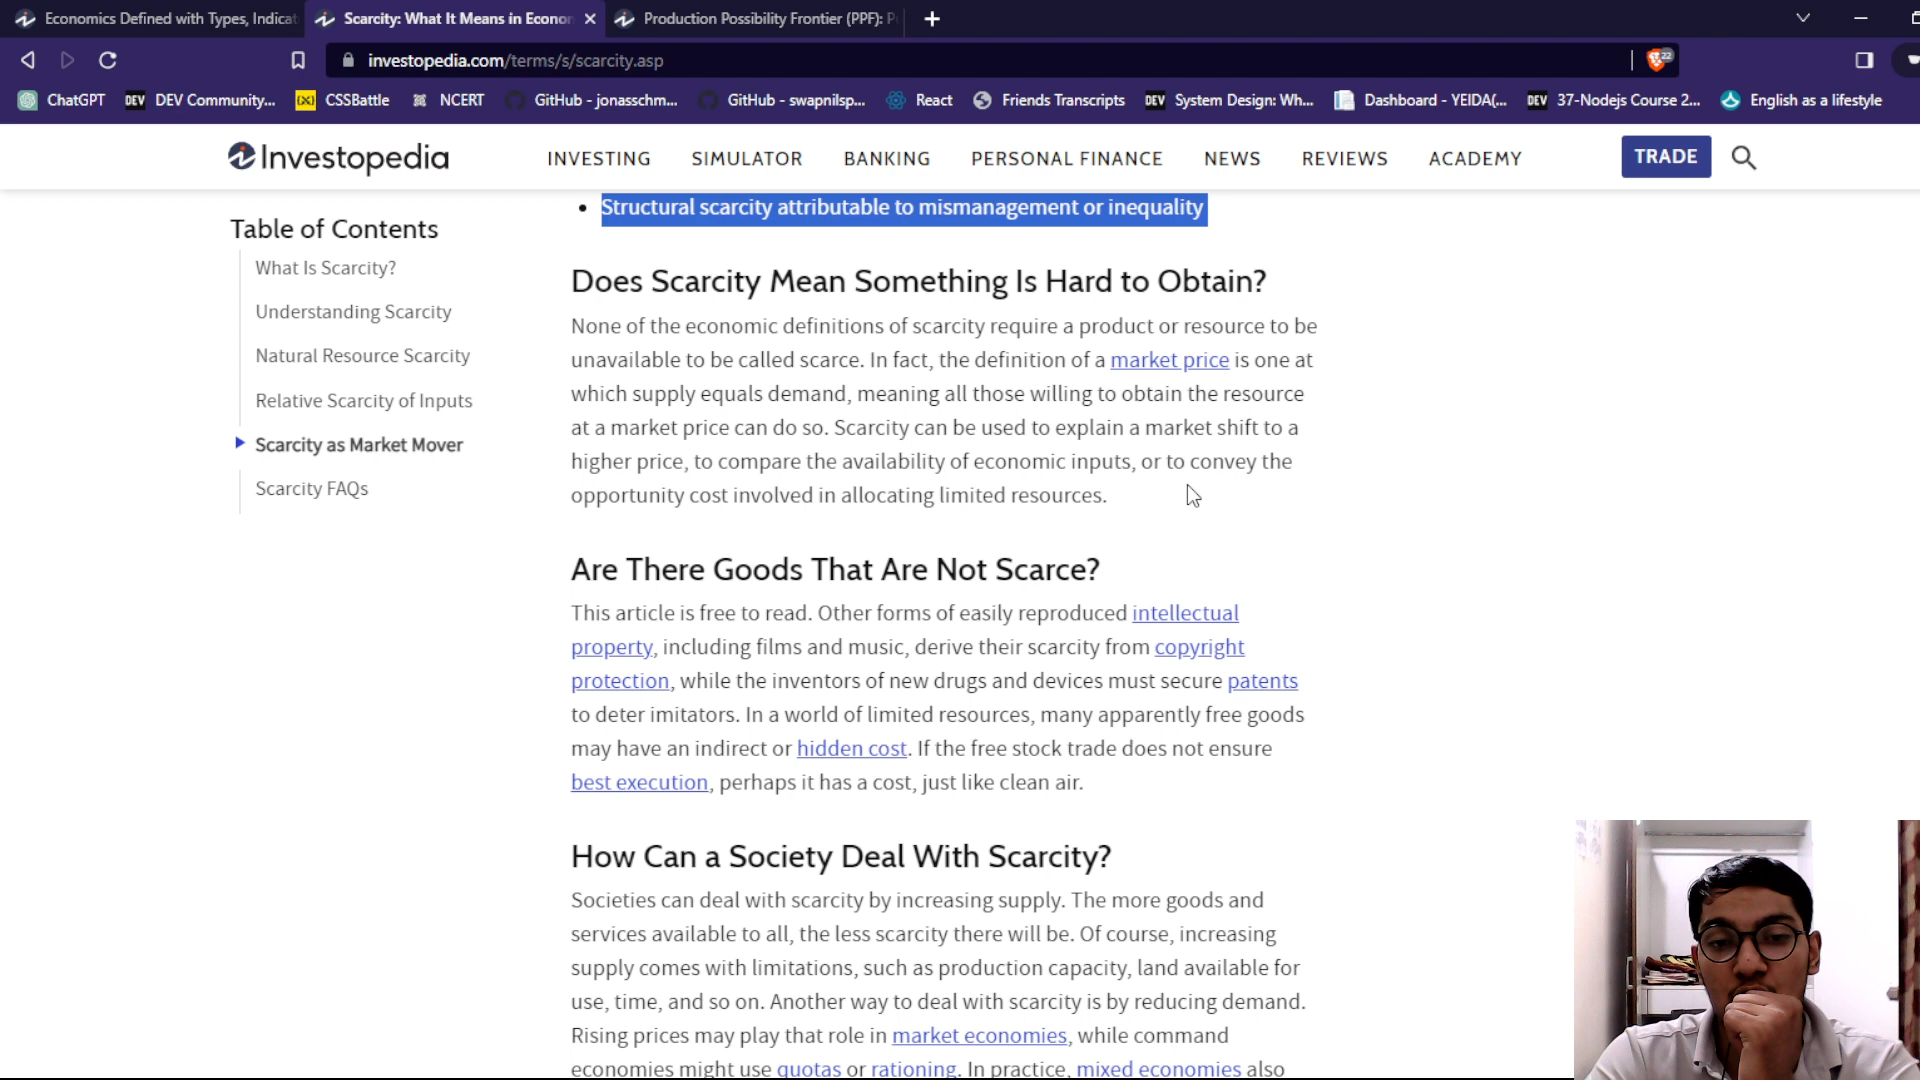 Economics Defined with Types, Indicat
Scarcity: What It Means in Econon
Production Possibility Frontier (PPF): P
investopedia.com/terms/s/scarcity.asp
22
ChatGPT
DEV Community...
CSSBattle
NCERT
GitHub - jonasschm...
GitHub - swapnilsp...
React
Friends Transcripts
System Design: Wh...
Dashboard - YEIDA(...
37-Nodejs Course 2...
English as a lifestyle
Investopedia
INVESTING
SIMULATOR
BANKING
PERSONAL FINANCE
NEWS
REVIEWS
ACADEMY
TRADE
Table of Contents
What Is Scarcity?
Understanding Scarcity
Natural Resource Scarcity
Relative Scarcity of Inputs
Scarcity as Market Mover
Scarcity FAQs
• Structural scarcity attributable to mismanagement or inequality
Does Scarcity Mean Something Is Hard to Obtain?
None of the economic definitions of scarcity require a product or resource to be
unavailable to be called scarce. In fact, the definition of a market price is one at
which supply equals demand, meaning all those willing to obtain the resource
at a market price can do so. Scarcity can be used to explain a market shift to a
higher price, to compare the availability of economic inputs, or to convey the
opportunity cost involved in allocating limited resources.
Are There Goods That Are Not Scarce?
This article is free to read. Other forms of easily reproduced intellectual
property, including films and music, derive their scarcity from copyright
protection, while the inventors of new drugs and devices must secure patents
to deter imitators. In a world of limited resources, many apparently free goods
may have an indirect or hidden cost. If the free stock trade does not ensure
best execution, perhaps it has a cost, just like clean air.
How Can a Society Deal With Scarcity?
Societies can deal with scarcity by increasing supply. The more goods and
services available to all, the less scarcity there will be. Of course, increasing
supply comes with limitations, such as production capacity, land available for
use, time, and so on. Another way to deal with scarcity is by reducing demand.
Rising prices may play that role in market economies, while command
economies might use quotas or rationing. In practice, mixed economies also